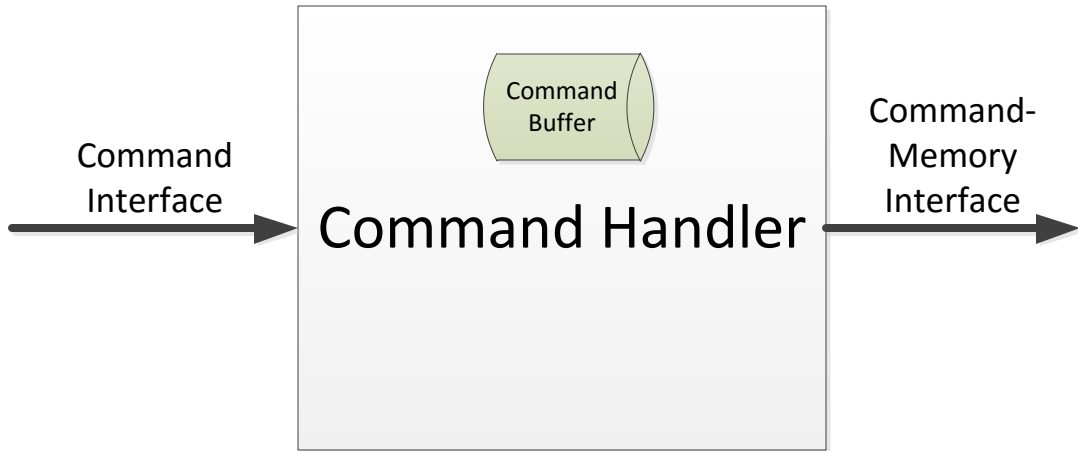 Command
Interface
Command
Buffer
Command Handler
Command-
Memory
Interface